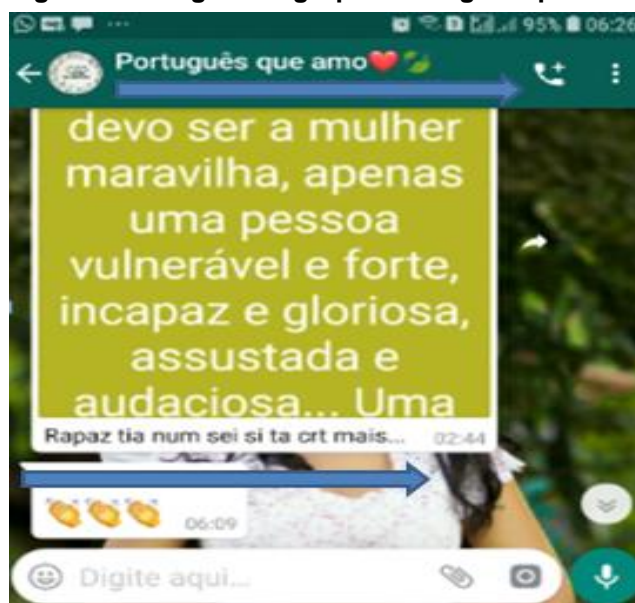 95% 06:26
Português que amo❤️🍃
devo ser a mulher
maravilha, apenas
uma pessoa
vulnerável e forte,
incapaz e gloriosa,
assustada e
audaciosa... Uma
Rapaz tia num sei si ta crt mais... 02:44
👏👏👏 06:09
Digite aqui...